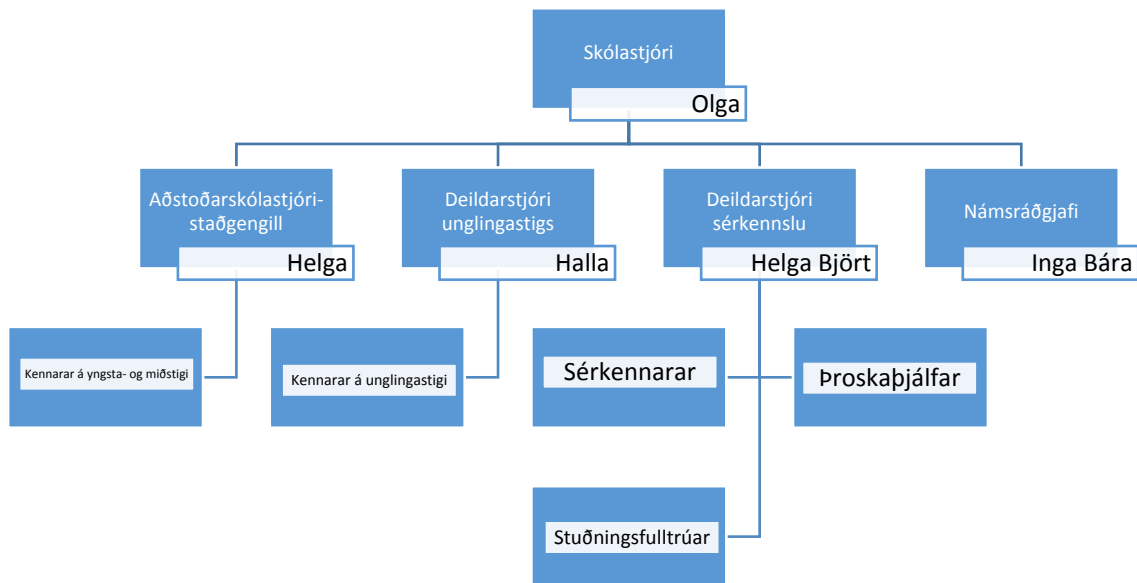 Skólastjóri
Olga
Aðstoðarskólastjóri-
staðgengill
Helga
Deildarstjóri
unglingastigs
Halla
Deildarstjóri
sérkennslu
Helga Björt
Námsráðgjafi
Inga Bára
Kennarar á yngsta- og miðstigi
Kennarar á unglingastigi
Sérkennarar
Þroskaþjálfar
Stuðningsfulltrúar